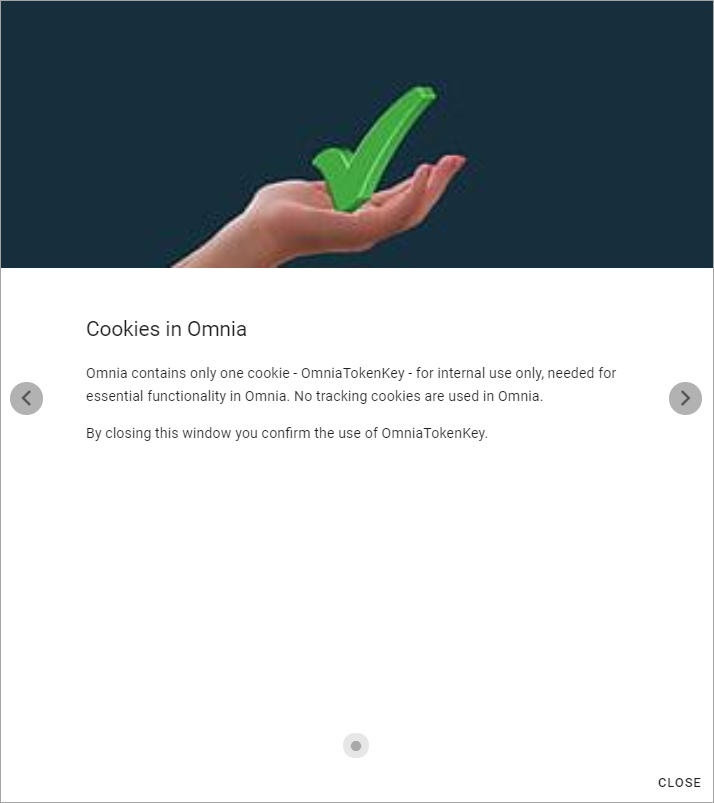 Cookies in Omnia
Omnia contains only one cookie - OmniaTokenKey - for internal use only, needed for
essential functionality in Omnia. No tracking cookies are used in Omnia.
By closing this window you confirm the use of OmniaTokenKey.
CLOSE